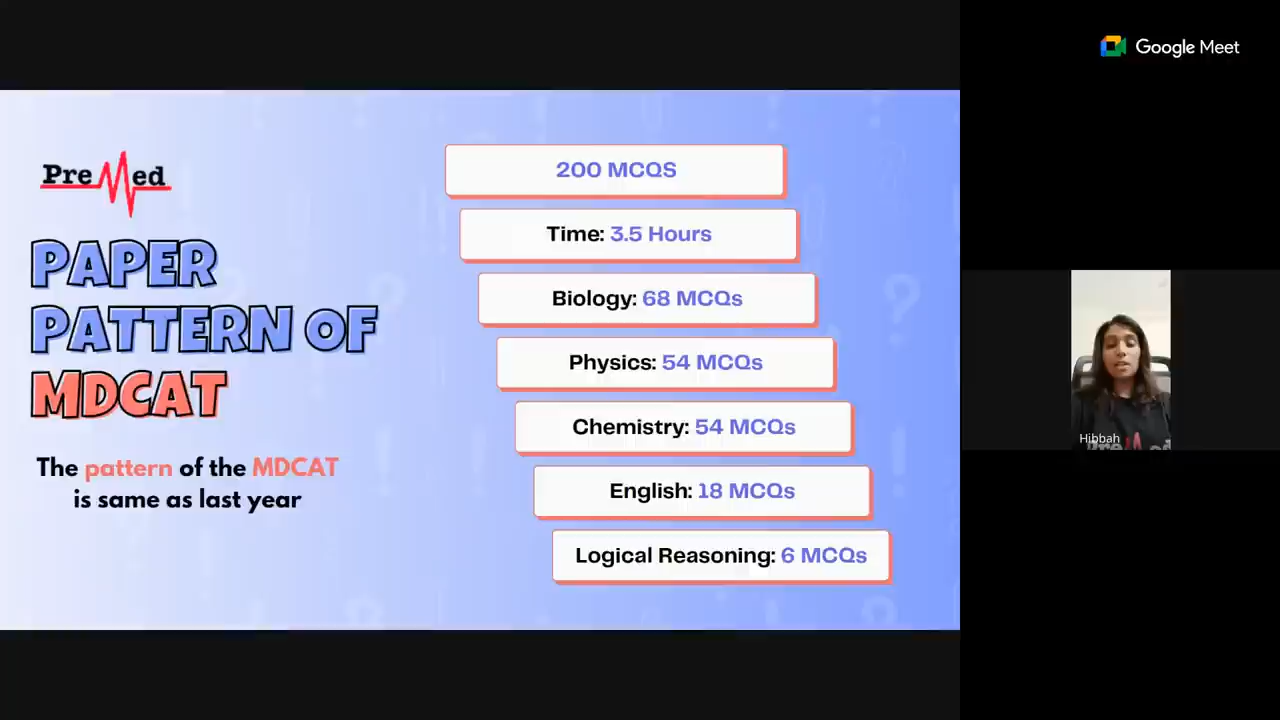 Google Meet
PreMed
PAPER
PATTERN OF
MDCAT
The pattern of the MDCAT
is same as last year
200 MCQS
Time: 3.5 Hours
Biology: 68 MCQs
Physics: 54 MCQs
Chemistry: 54 MCQs
English: 18 MCQs
Logical Reasoning: 6 MCQs
Hibbah